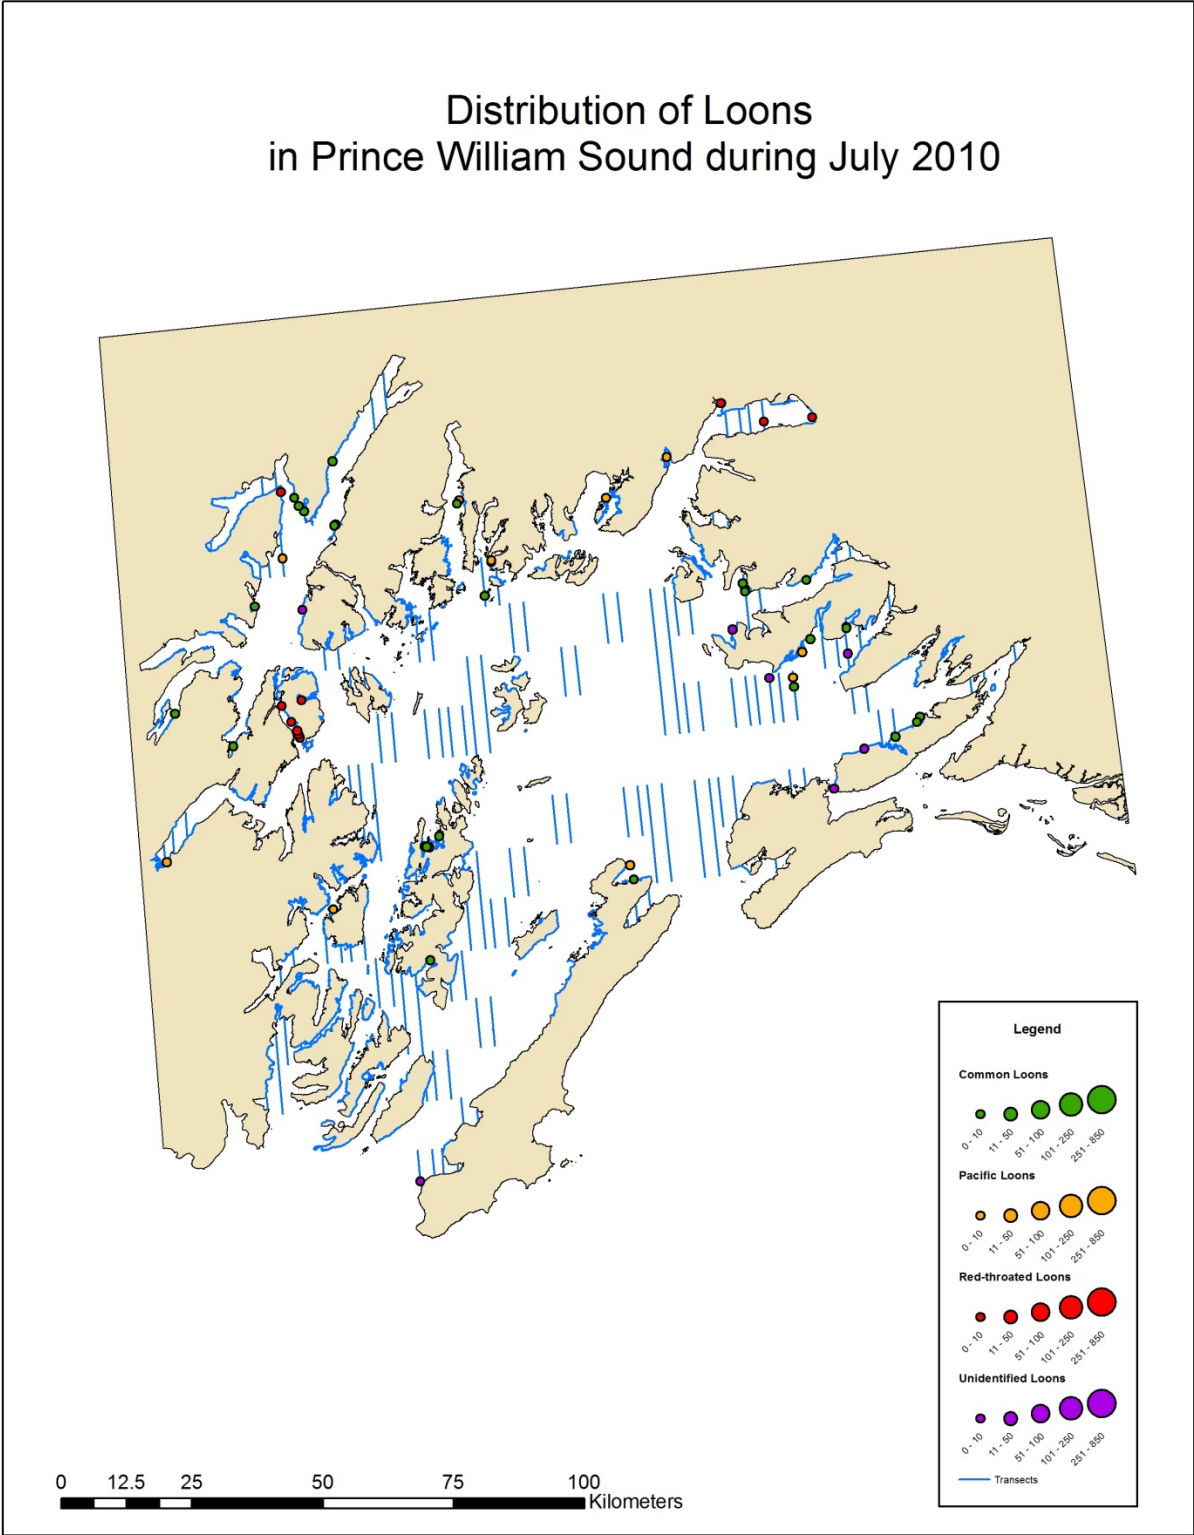 Distribution of Loons
in Prince William Sound during July 2010
Legend
Common Loons
0 - 10
11 - 50
51 - 100
101 - 250
251 - 850
Pacific Loons
0 - 10
11 - 50
51 - 100
101 - 250
251 - 850
Red-throated Loons
0 - 10
11 - 50
51 - 100
101 - 250
251 - 850
Unidentified Loons
0 - 10
11 - 50
51 - 100
101 - 250
251 - 850
Transects
0 12.5 25 50 75 100
Kilometers